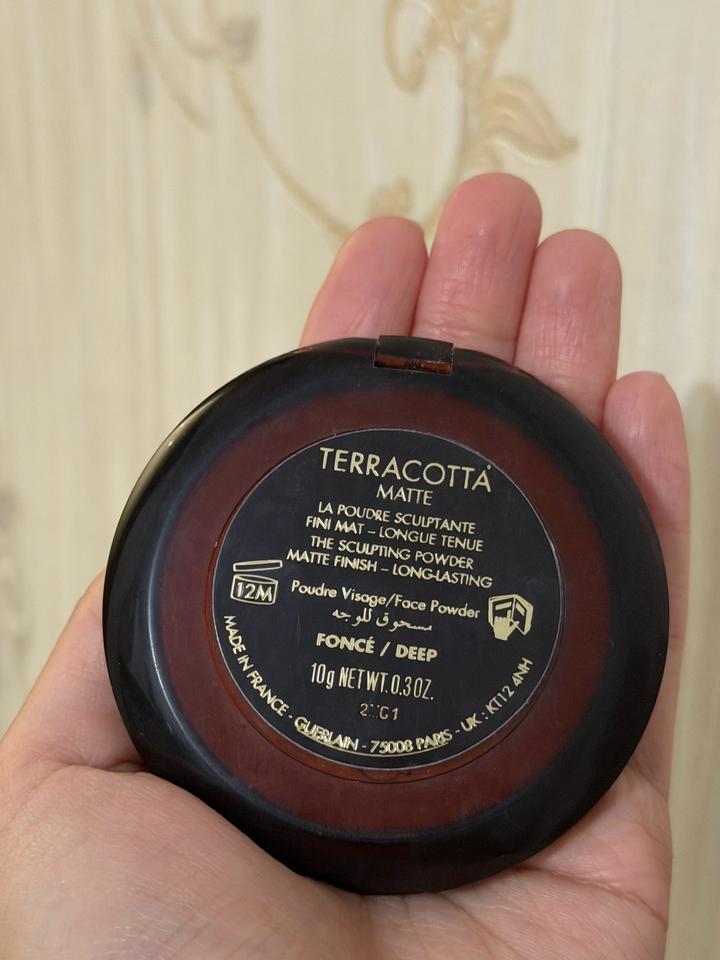 TERRACOTTA
MATTE
LA POUDRE SCULPTANTE
FINI MAT – LONGUE TENUE
THE SCULPTING POWDER
MATTE FINISH – LONG-LASTING
12M
Poudre Visage/Face Powder
مسحوق للوجه
FONCÉ / DEEP
10g NET WT. 0.3 OZ.
MADE IN FRANCE - GUERLAIN - 75008 PARIS - UK : KT12 4NH